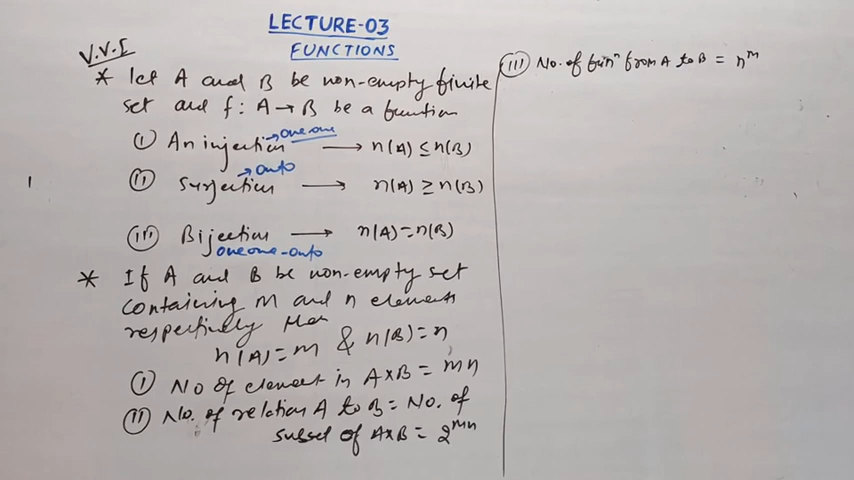 LECTURE-03
FUNCTIONS
V.V.I
* let A and B be non-empty finite
set and f: A→B be a function
(i) An injection →one one ⟶ n(A) ≤ n(B)
(ii) Surjection →onto ⟶ n(A) ≥ n(B)
(iii) Bijection ⟶ n(A)=n(B)
one one-onto
* If A and B be non-empty set
containing m and n element
respectively then
n(A)=m & n(B)=n
(i) No of element in A×B = mn
(ii) No. of relation A to B = No. of
subset of A×B = 2^mn
(iii) No. of funⁿ from A to B = n^m